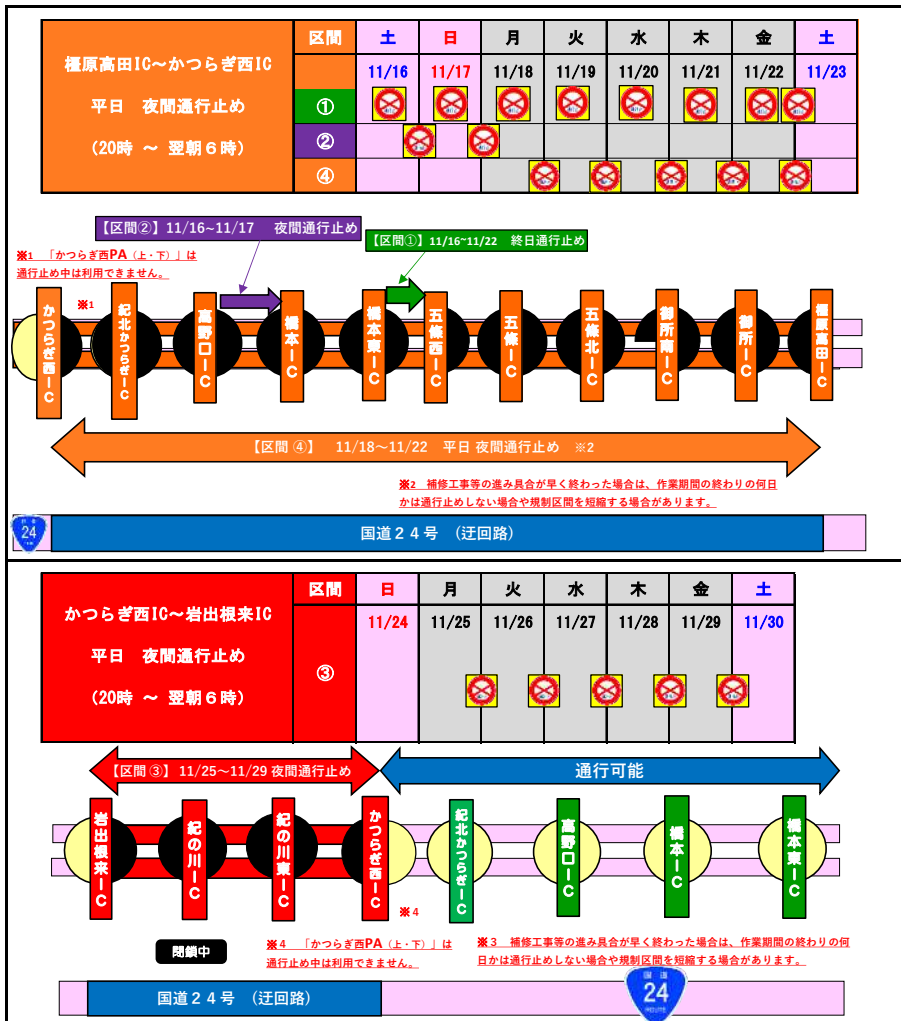 橿原高田IC～かつらぎ西IC
平日　夜間通行止め
（20時 ～ 翌朝６時）
区間 土 日 月 火 水 木 金 土
11/16 11/17 11/18 11/19 11/20 11/21 11/22 11/23
①
②
④
【区間②】11/16~11/17　夜間通行止め
【区間①】11/16~11/22　終日通行止め
※1　「かつらぎ西PA（上・下）」は
通行止め中は利用できません。
※1
かつらぎ西ＩＣ
紀北かつらぎＩＣ
高野口ＩＣ
橋本ＩＣ
橋本東ＩＣ
五條西ＩＣ
五條ＩＣ
五條北ＩＣ
御所南ＩＣ
御所ＩＣ
橿原高田ＩＣ
【区間 ④】　11/18～11/22　平日 夜間通行止め　※2
※2　補修工事等の進み具合が早く終わった場合は、作業期間の終わりの何日
かは通行止めしない場合や規制区間を短縮する場合があります。
24
国道２４号　（迂回路）
かつらぎ西IC～岩出根来IC
平日　夜間通行止め
（20時 ～ 翌朝６時）
区間 日 月 火 水 木 金 土
11/24 11/25 11/26 11/27 11/28 11/29 11/30
③
【区間 ③】11/25～11/29 夜間通行止め
通行可能
岩出根来ＩＣ
紀の川ＩＣ
紀の川東ＩＣ
かつらぎ西ＩＣ
紀北かつらぎＩＣ
高野口ＩＣ
橋本ＩＣ
橋本東ＩＣ
※4
閉鎖中
※４　「かつらぎ西PA（上・下）」は
通行止め中は利用できません。
※３　補修工事等の進み具合が早く終わった場合は、作業期間の終わりの何
日かは通行止めしない場合や規制区間を短縮する場合があります。
国道２４号　（迂回路）
国道
24